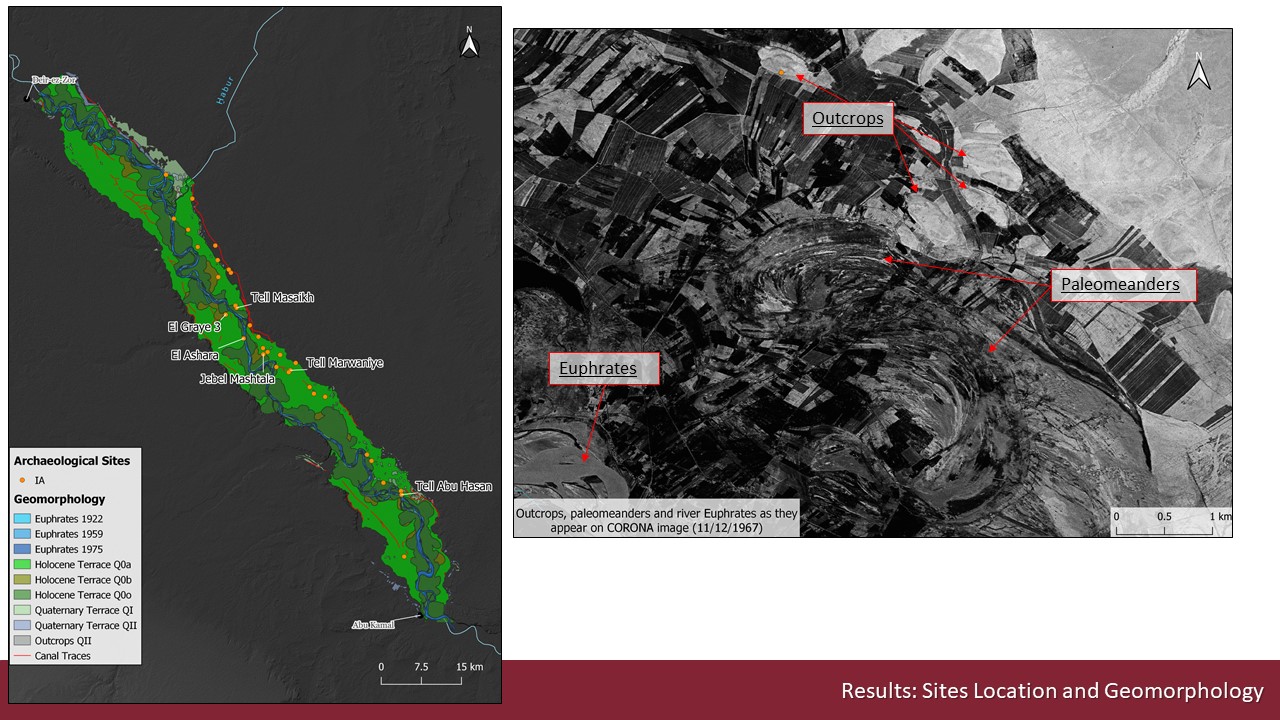 N
Deir-ez-Zor
Habur
Tell Masaikh
El Graye 3
El Ashara
Tell Marwaniye
Jebel Mashtala
Tell Abu Hasan
Abu Kamal
Archaeological Sites
IA
Geomorphology
Euphrates 1922
Euphrates 1959
Euphrates 1975
Holocene Terrace Q0a
Holocene Terrace Q0b
Holocene Terrace Q0o
Quaternary Terrace QI
Quaternary Terrace QII
Outcrops QII
Canal Traces
0 7.5 15 km
N
Outcrops
Paleomeanders
Euphrates
Outcrops, paleomeanders and river Euphrates as they
appear on CORONA image (11/12/1967)
0 0.5 1 km
Results: Sites Location and Geomorphology